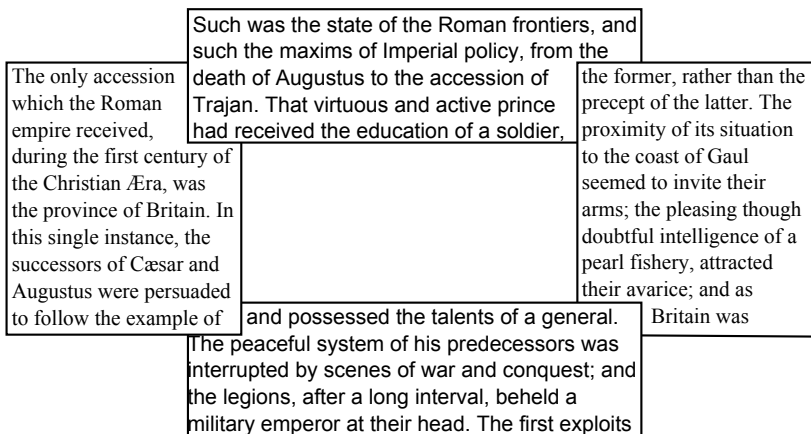 Such was the state of the Roman frontiers, and
such the maxims of Imperial policy, from the
death of Augustus to the accession of
Trajan. That virtuous and active prince
had received the education of a soldier,
and possessed the talents of a general.
The peaceful system of his predecessors was
interrupted by scenes of war and conquest; and
the legions, after a long interval, beheld a
military emperor at their head. The first exploits
The only accession
which the Roman
empire received,
during the first century of
the Christian Æra, was
the province of Britain. In
this single instance, the
successors of Cæsar and
Augustus were persuaded
to follow the example of
the former, rather than the
precept of the latter. The
proximity of its situation
to the coast of Gaul
seemed to invite their
arms; the pleasing though
doubtful intelligence of a
pearl fishery, attracted
their avarice; and as
Britain was